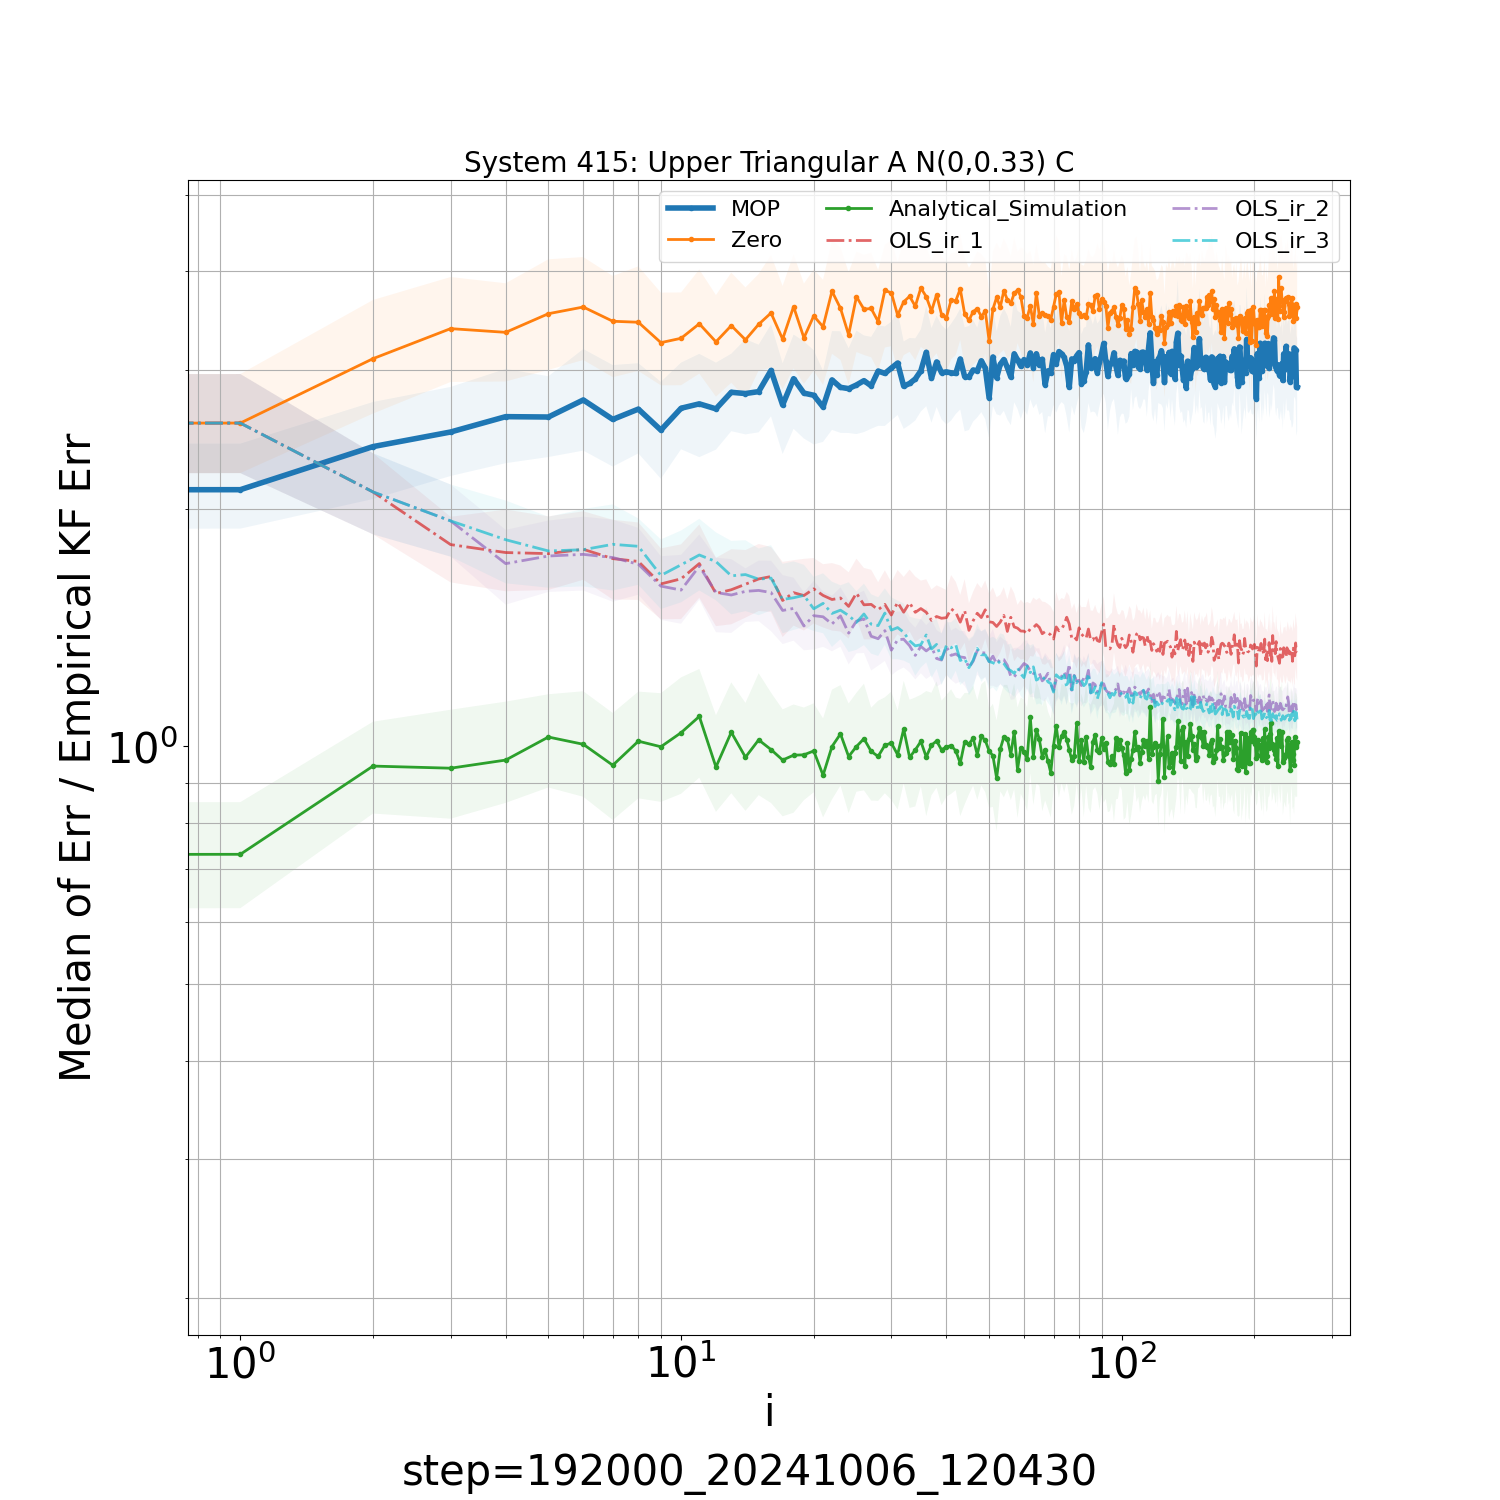 System 415: Upper Triangular A N(0,0.33) C
MOP
Zero
Analytical_Simulation
OLS_ir_1
OLS_ir_2
OLS_ir_3
Median of Err / Empirical KF Err
10⁰
10⁰ 10¹ 10²
i
step=192000_20241006_120430